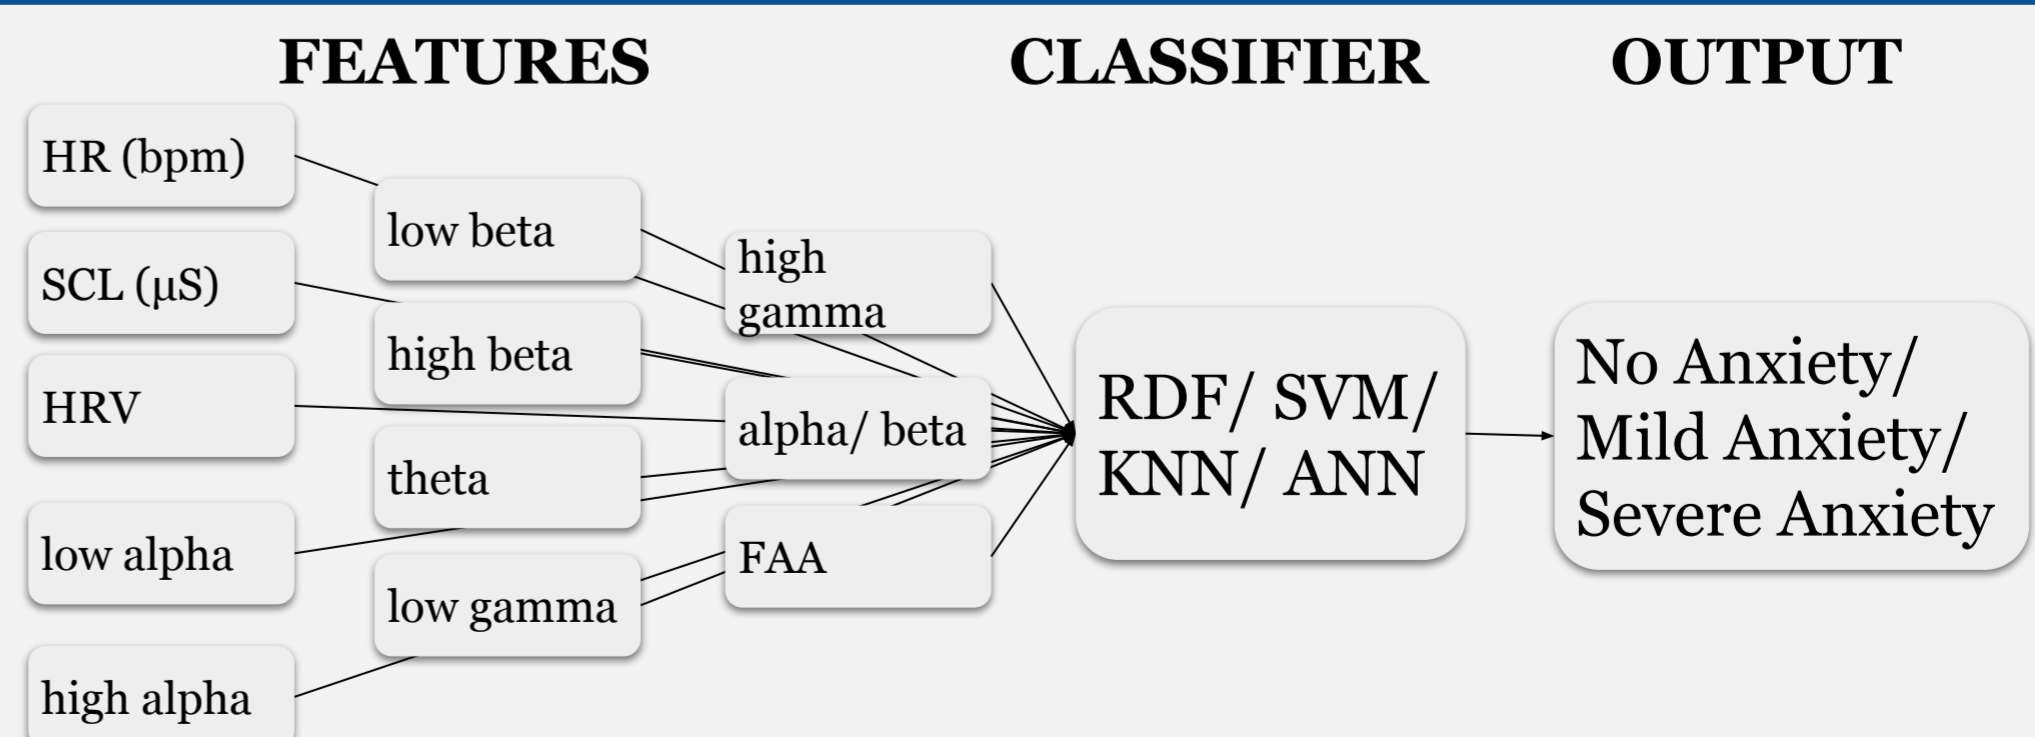 FEATURES
CLASSIFIER
OUTPUT
HR (bpm)
SCL (μS)
HRV
low alpha
high alpha
low beta
high beta
theta
low gamma
high
gamma
alpha/ beta
FAA
RDF/ SVM/
KNN/ ANN
No Anxiety/
Mild Anxiety/
Severe Anxiety